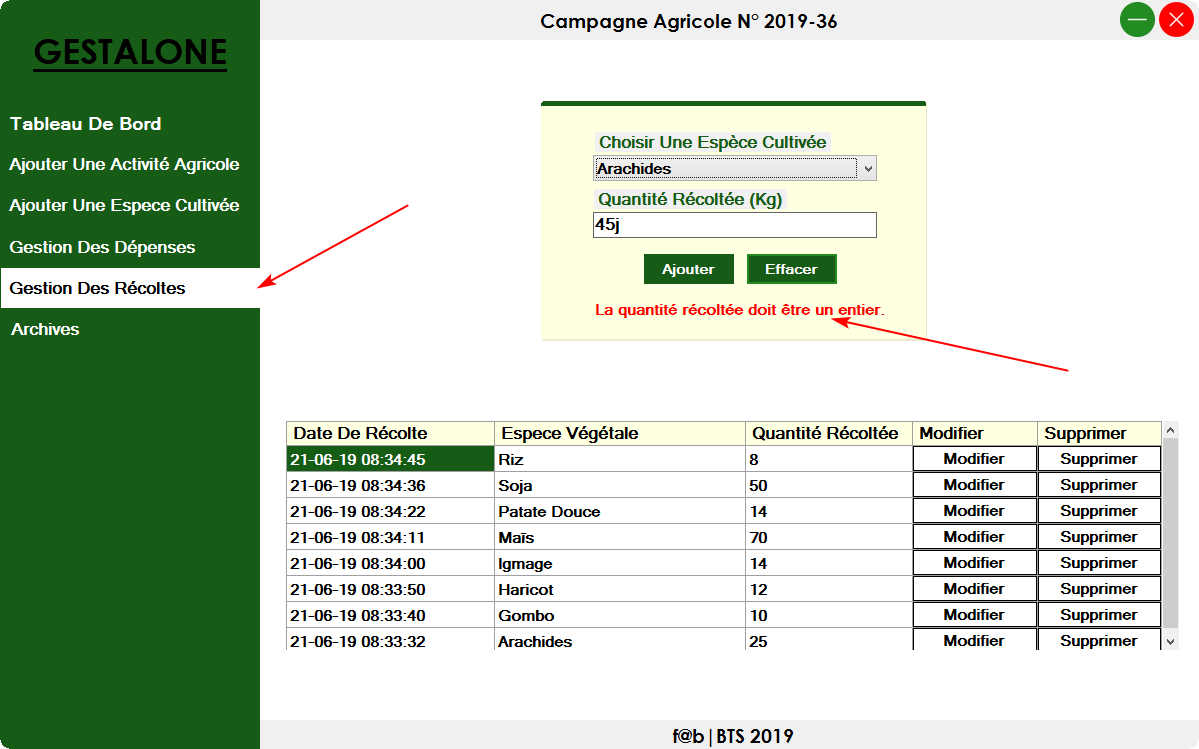 GESTALONE
Campagne Agricole N° 2019-36
Tableau De Bord
Ajouter Une Activité Agricole
Ajouter Une Espece Cultivée
Gestion Des Dépenses
Gestion Des Récoltes
Archives
Choisir Une Espèce Cultivée
Arachides
Quantité Récoltée (Kg)
45j
Ajouter Effacer
La quantité récoltée doit être un entier.
Date De Récolte Espece Végétale Quantité Récoltée Modifier Supprimer
21-06-19 08:34:45 Riz 8 Modifier Supprimer
21-06-19 08:34:36 Soja 50 Modifier Supprimer
21-06-19 08:34:22 Patate Douce 14 Modifier Supprimer
21-06-19 08:34:11 Maïs 70 Modifier Supprimer
21-06-19 08:34:00 Igmage 14 Modifier Supprimer
21-06-19 08:33:50 Haricot 12 Modifier Supprimer
21-06-19 08:33:40 Gombo 10 Modifier Supprimer
21-06-19 08:33:32 Arachides 25 Modifier Supprimer
f@b|BTS 2019